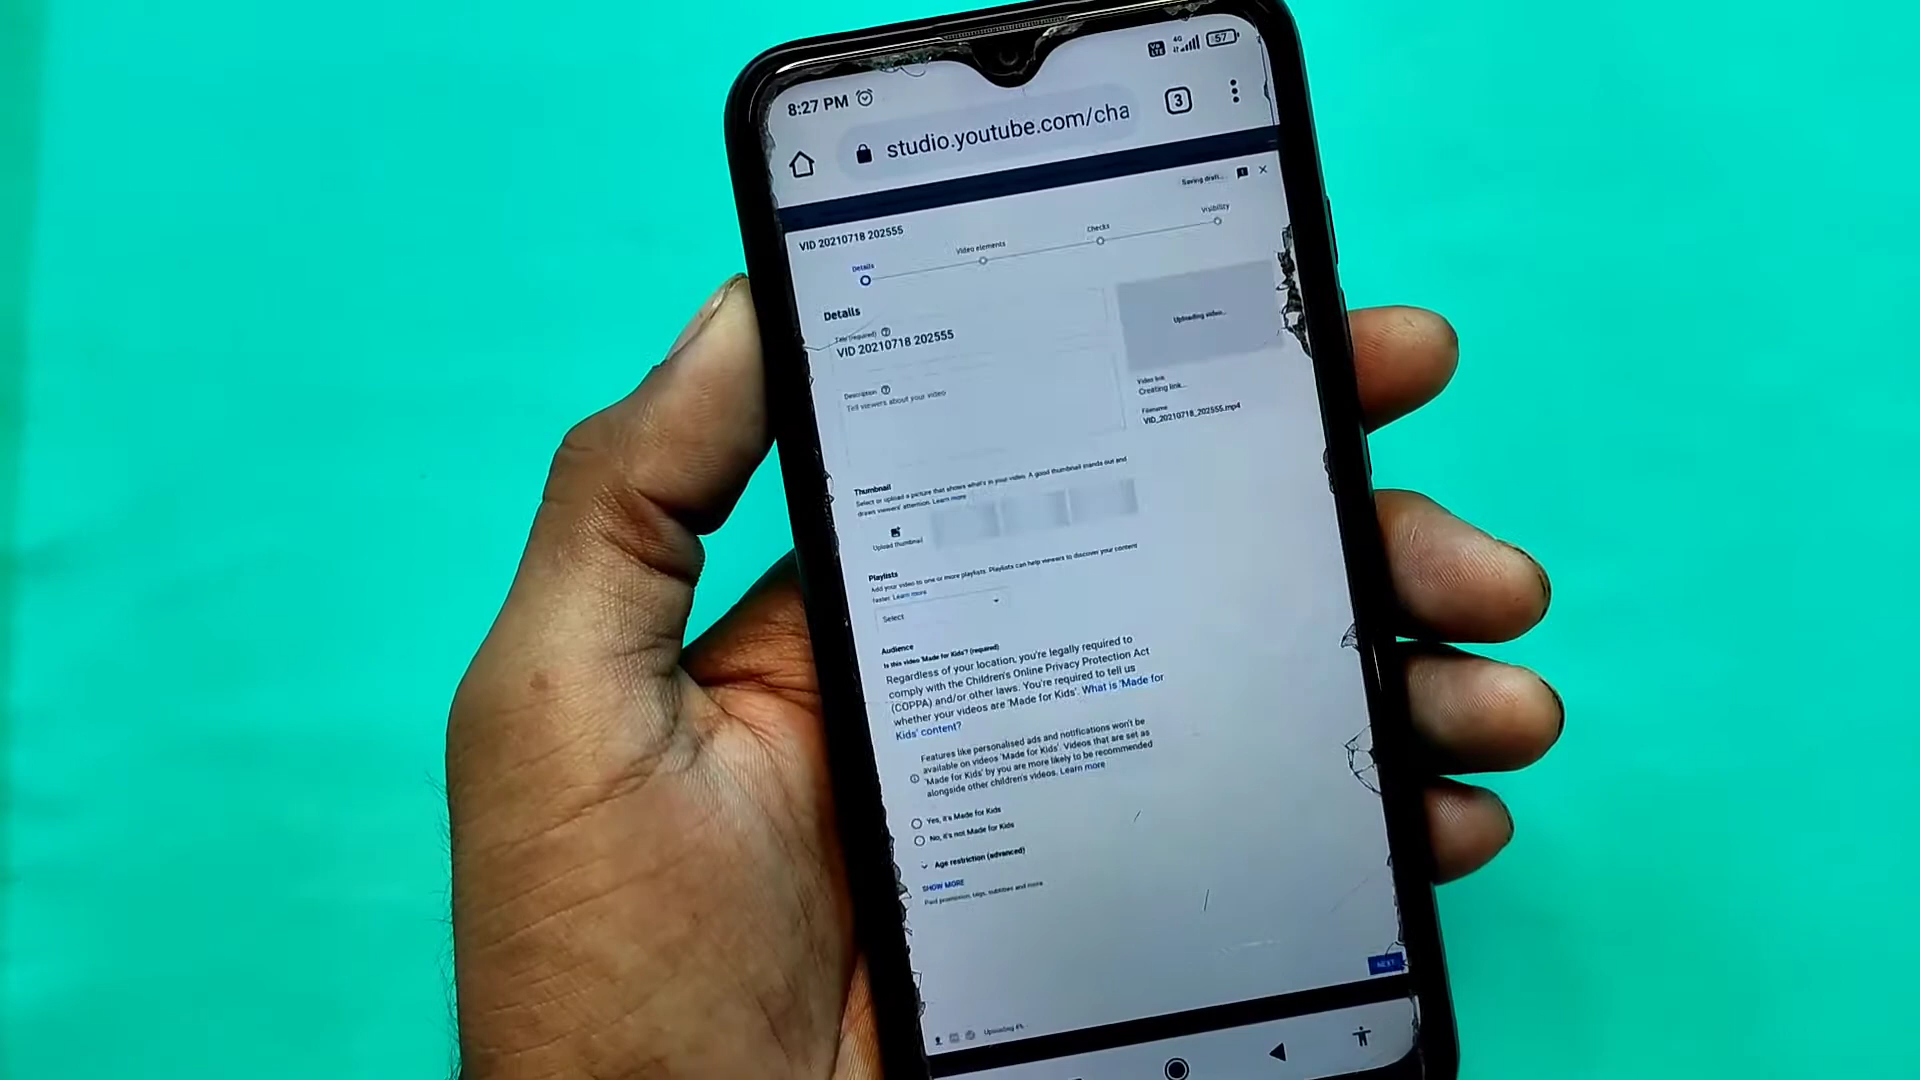 8:27 PM
Vo LTE 4G 57
studio.youtube.com/cha
3
Saving draft...
VID 20210718 202555
Details
Video elements
Checks
Visibility
Details
Title (required)
VID 20210718 202555
Uploading video...
Description
Tell viewers about your video
Video link
Creating link...
Filename
VID_20210718_202555.mp4
Thumbnail
Select or upload a picture that shows what's in your video. A good thumbnail stands out and
draws viewers' attention. Learn more
Upload thumbnail
Playlists
Add your video to one or more playlists. Playlists can help viewers to discover your content
faster. Learn more
Select
Audience
Is this video 'Made for Kids'? (required)
Regardless of your location, you're legally required to
comply with the Children's Online Privacy Protection Act
(COPPA) and/or other laws. You're required to tell us
whether your videos are 'Made for Kids'. What is 'Made for
Kids' content?
Features like personalised ads and notifications won't be
available on videos 'Made for Kids'. Videos that are set as
'Made for Kids' by you are more likely to be recommended
alongside other children's videos. Learn more
Yes, it's Made for Kids
No, it's not Made for Kids
Age restriction (advanced)
SHOW MORE
Paid promotion, tags, subtitles and more
NEXT
Uploading 4%